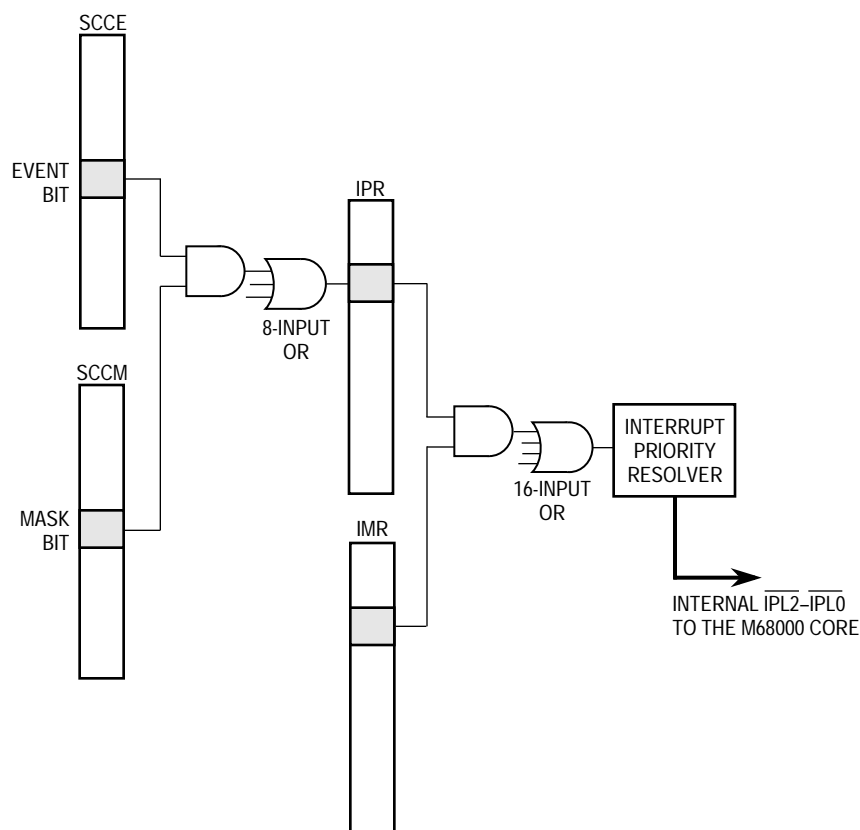 SCCE
EVENT
BIT
IPR
8-INPUT
OR
SCCM
INTERRUPT
PRIORITY
RESOLVER
16-INPUT
OR
MASK
BIT
IMR
INTERNAL IPL2–IPL0
TO THE M68000 CORE